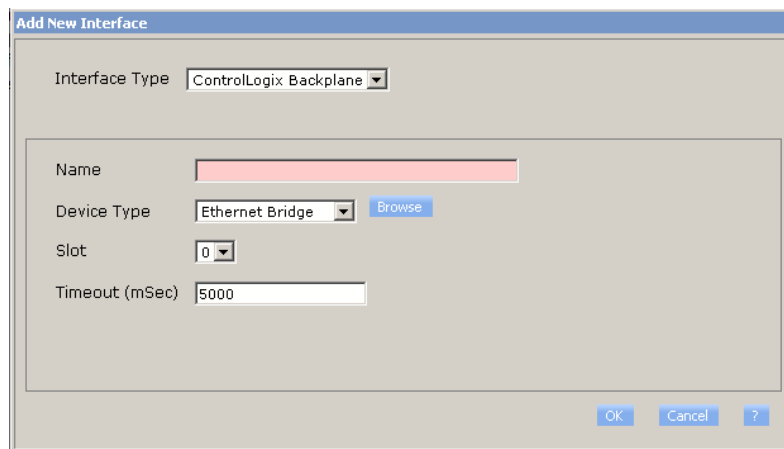 Add New Interface
Interface Type ControlLogix Backplane
Name
Device Type Ethernet Bridge Browse
Slot 0
Timeout (mSec) 5000
OK Cancel ?